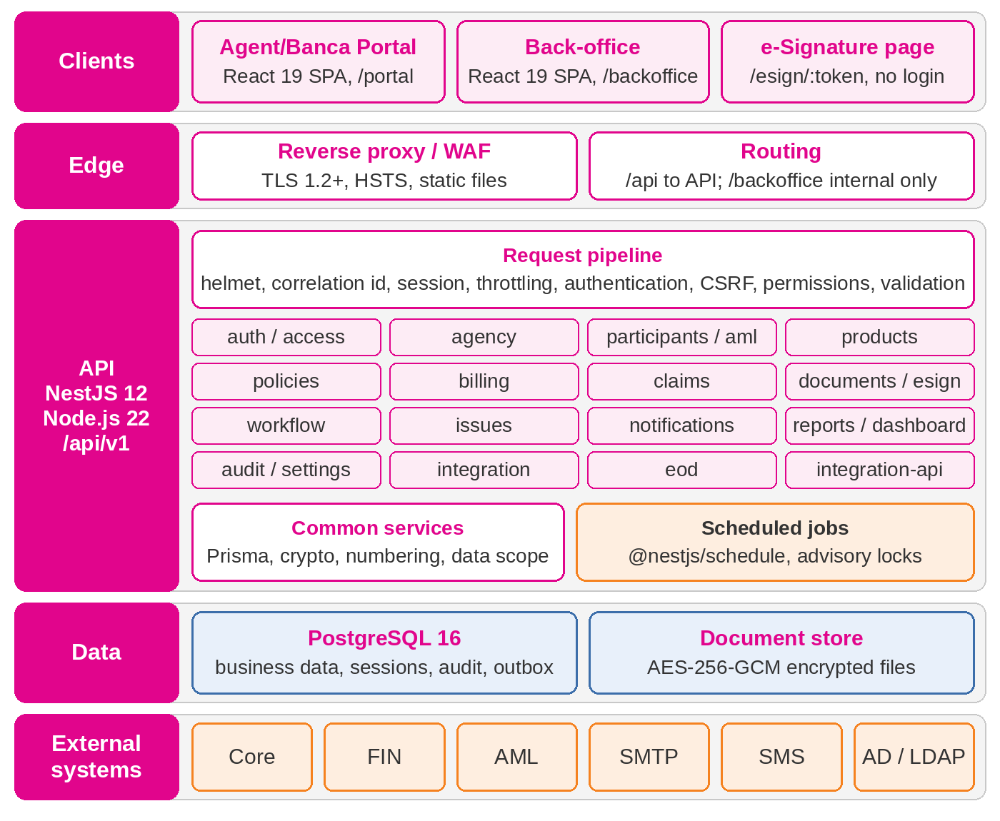 Clients
Agent/Banca Portal
React 19 SPA, /portal
Back-office
React 19 SPA, /backoffice
e-Signature page
/esign/:token, no login
Edge
Reverse proxy / WAF
TLS 1.2+, HSTS, static files
Routing
/api to API; /backoffice internal only
API
NestJS 12
Node.js 22
/api/v1
Request pipeline
helmet, correlation id, session, throttling, authentication, CSRF, permissions, validation
auth / access
agency
participants / aml
products
policies
billing
claims
documents / esign
workflow
issues
notifications
reports / dashboard
audit / settings
integration
eod
integration-api
Common services
Prisma, crypto, numbering, data scope
Scheduled jobs
@nestjs/schedule, advisory locks
Data
PostgreSQL 16
business data, sessions, audit, outbox
Document store
AES-256-GCM encrypted files
External
systems
Core
FIN
AML
SMTP
SMS
AD / LDAP